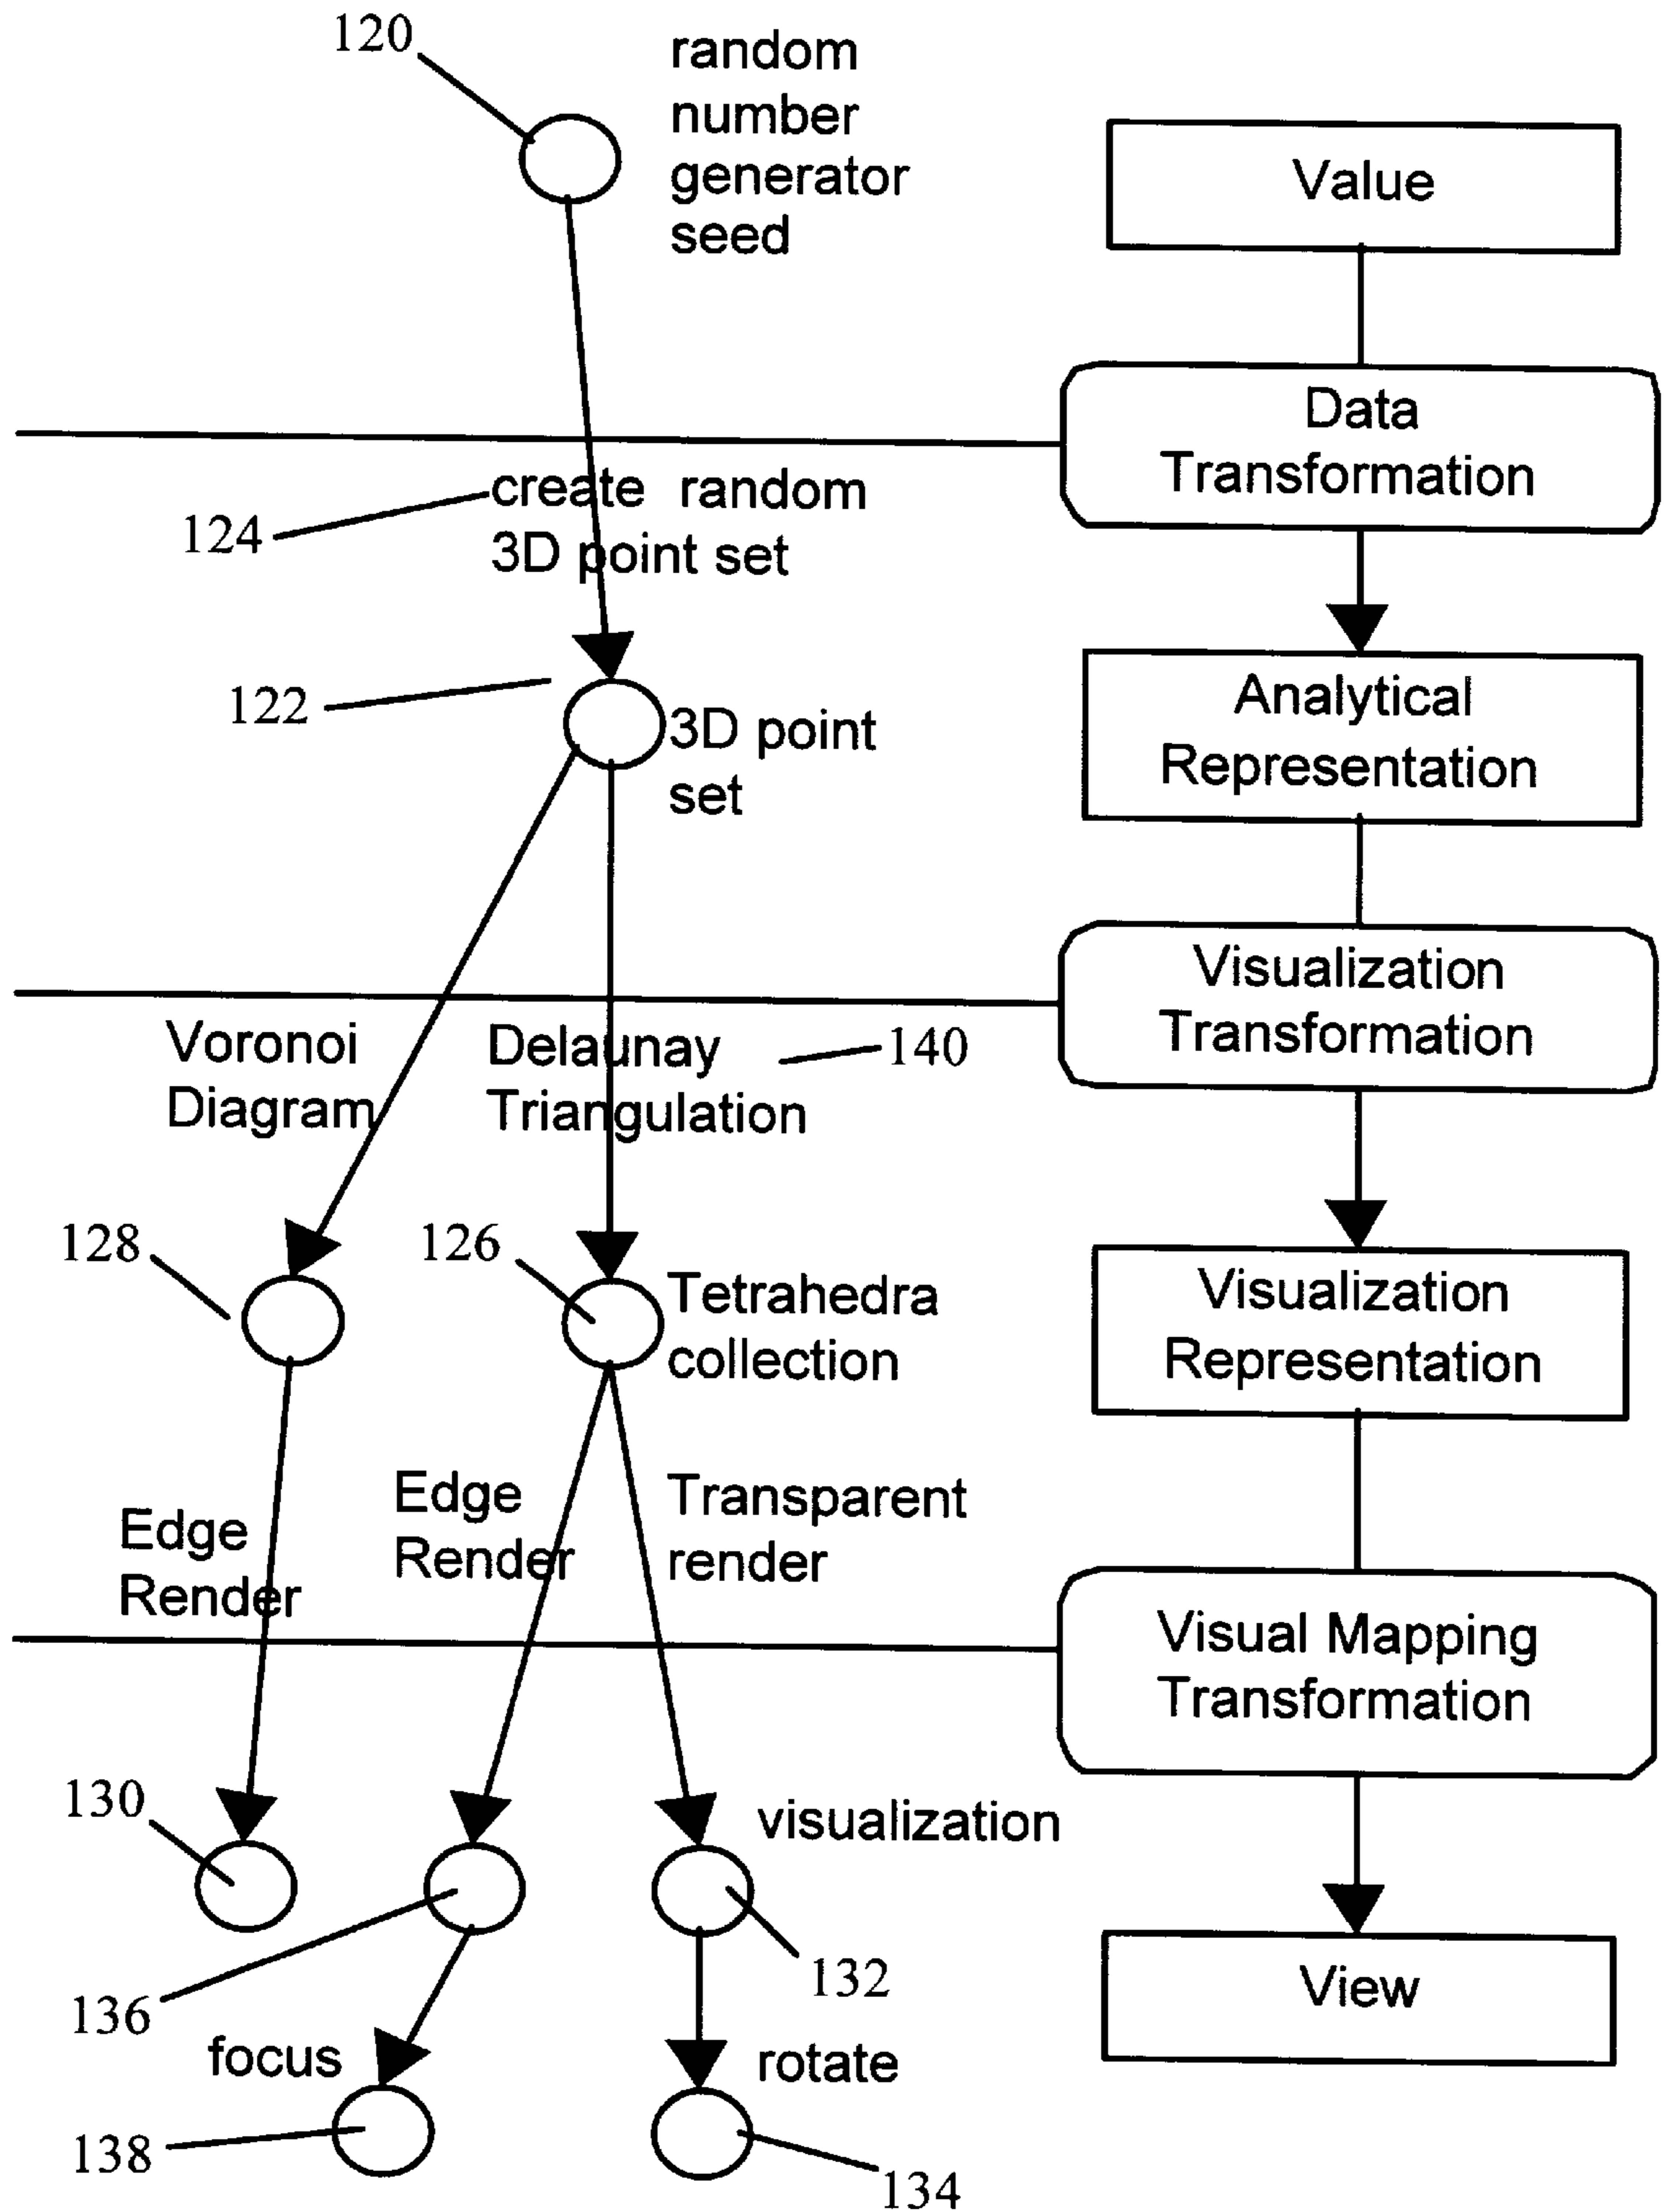 120
random
number
generator
seed
Value
Data
Transformation
create random
3D point set
124
122
3D point
set
Analytical
Representation
Visualization
Transformation
Voronoi
Diagram
Delaunay
Triangulation
140
128
126
Tetrahedra
collection
Visualization
Representation
Edge
Render
Edge
Render
Transparent
render
Visual Mapping
Transformation
130
visualization
136
132
View
focus
rotate
138
134